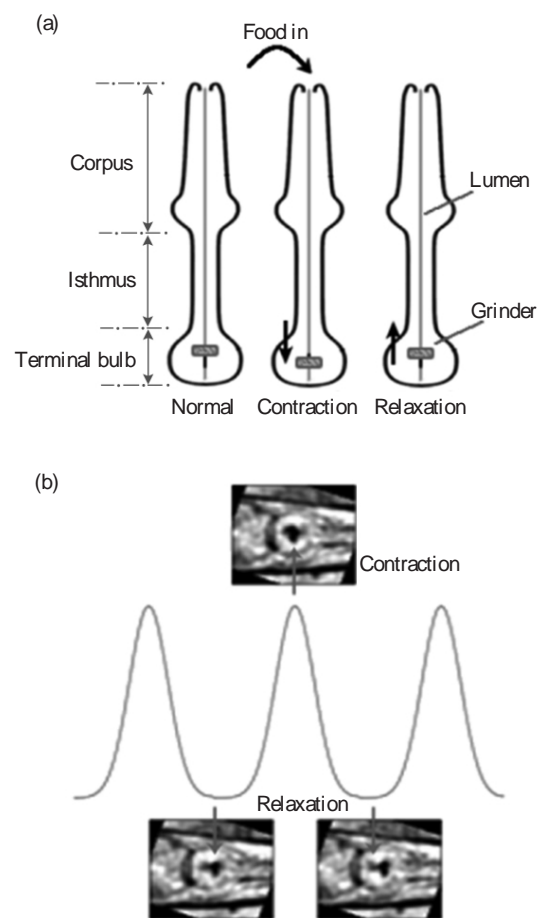 (a)
Food in
Corpus
Lumen
Isthmus
Grinder
Terminal bulb
Normal Contraction Relaxation
(b)
Contraction
Relaxation